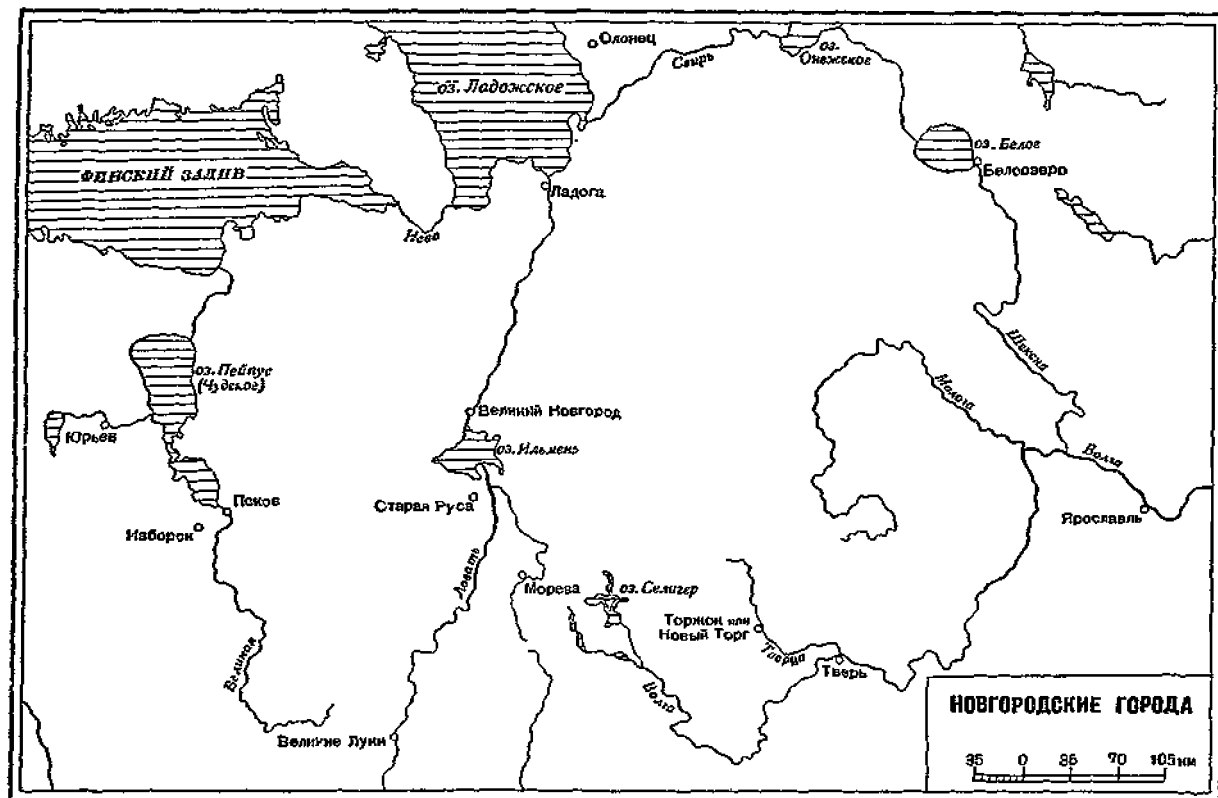 Олонец
Свирь
оз.
Онежское
оз. Ладожское
оз. Белое
Белоозеро
ФИНСКИЙ ЗАЛИВ
Ладога
Нева
Шексна
оз. Пейпус
(Чудское)
Молога
Великий Новгород
Юрьев
оз. Ильмень
Волга
Старая Руса
Псков
Изборск
Ярославль
Ловать
Морева
оз. Селигер
Торжок или
Новый Торг
Тверца
Тверь
Великая
Волга
Великие Луки
НОВГОРОДСКИЕ ГОРОДА
35 0 35 70 105 км